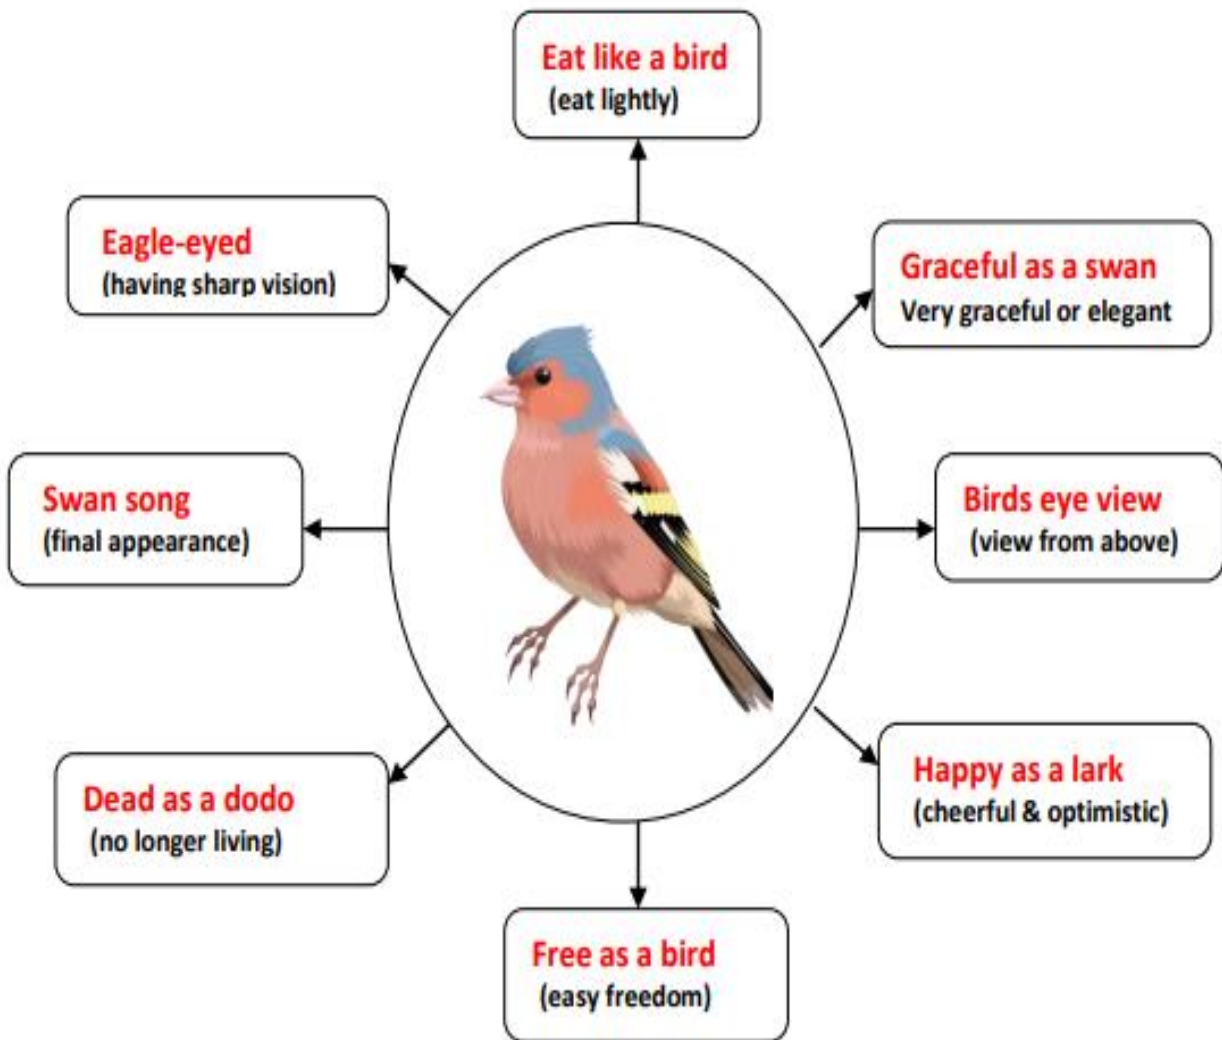 Eat like a bird
(eat lightly)
Eagle-eyed
(having sharp vision)
Graceful as a swan
Very graceful or elegant
Swan song
(final appearance)
Birds eye view
(view from above)
Dead as a dodo
(no longer living)
Happy as a lark
(cheerful & optimistic)
Free as a bird
(easy freedom)